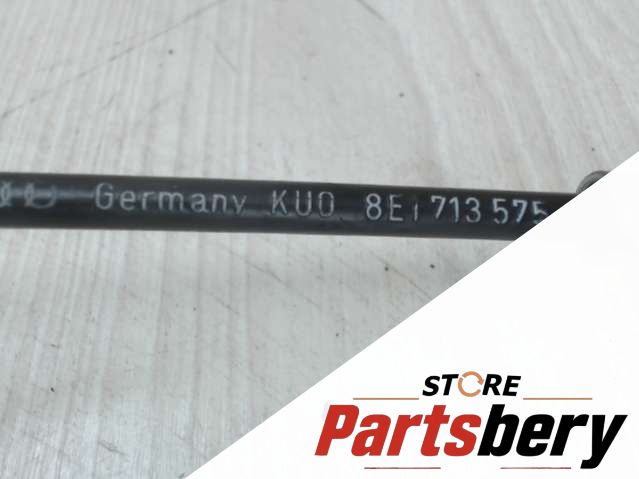 Germany KUO. 8E1 713 575
STORE
Partsbery